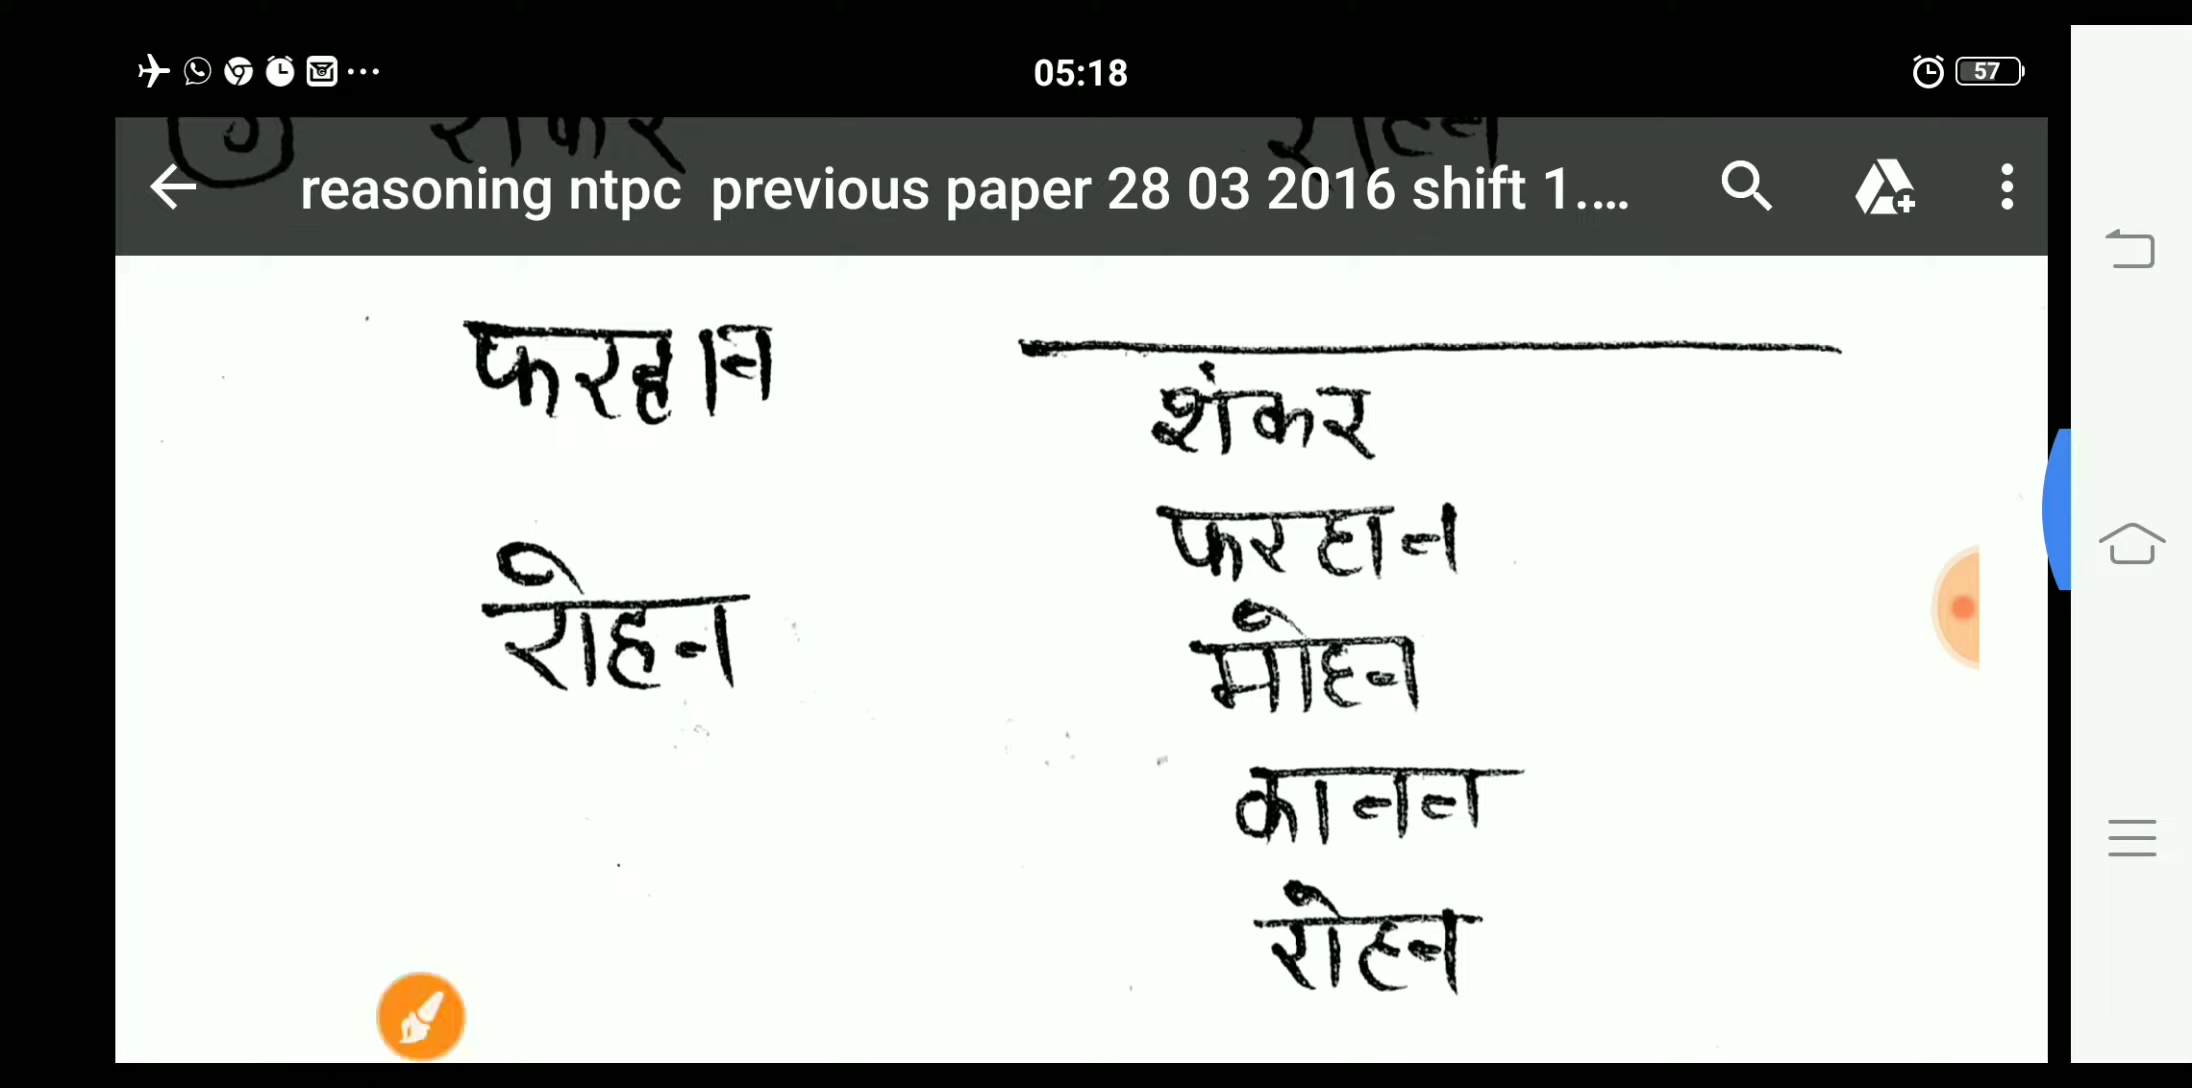 05:18
57
शंकर
reasoning ntpc previous paper 28 03 2016 shift 1....
फरहान
रोहन
शंकर
फरहान
मोहन
कानन
रोहन